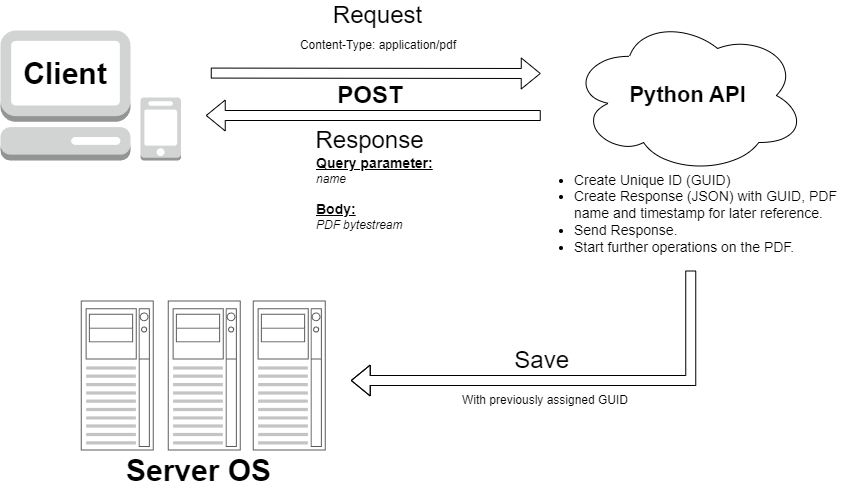 Request
Content-Type: application/pdf
Client
POST
Python API
Response
Query parameter:
name
Body:
PDF bytestream
• Create Unique ID (GUID)
• Create Response (JSON) with GUID, PDF
name and timestamp for later reference.
• Send Response.
• Start further operations on the PDF.
Save
With previously assigned GUID
Server OS